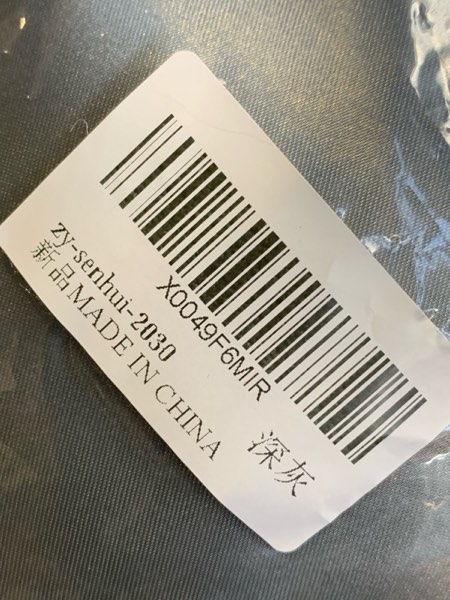 X0049F6MIR
zy-senhui-2030
深灰
新品MADE IN CHINA